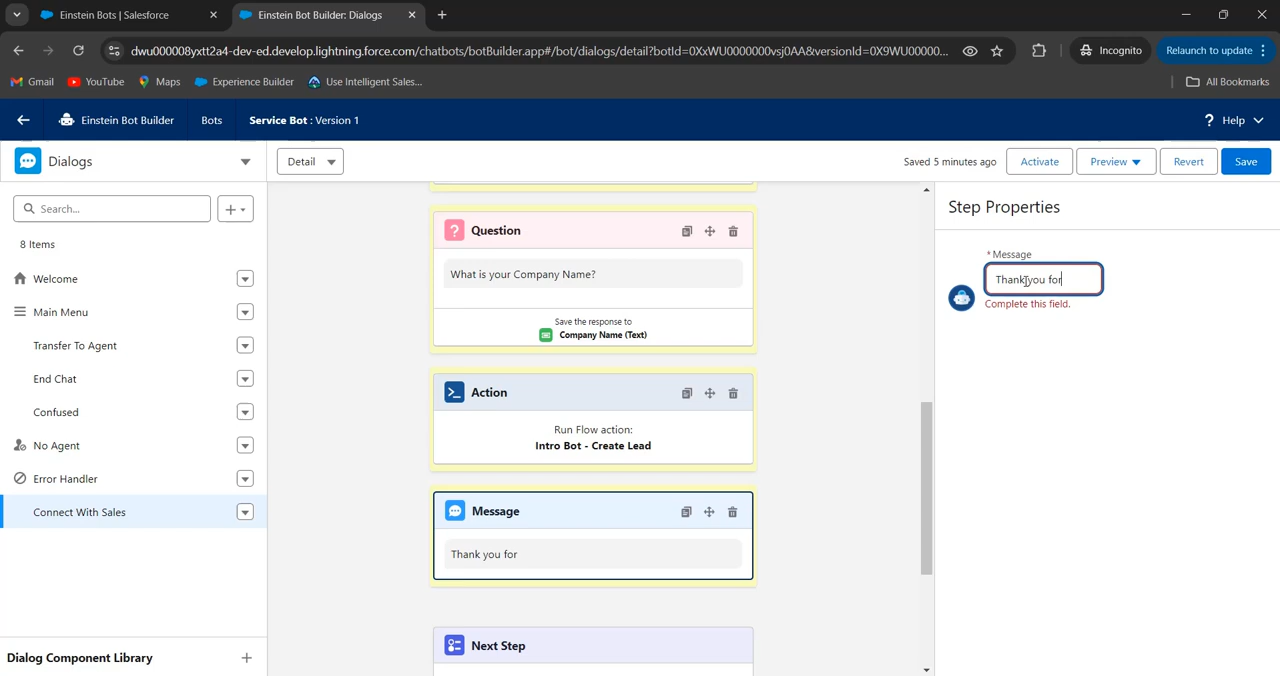 Einstein Bots | Salesforce
Einstein Bot Builder: Dialogs
dwu000008yxtt2a4-dev-ed.develop.lightning.force.com/chatbots/botBuilder.app#/bot/dialogs/detail?botId=0XxWU0000000vsj0AA&versionId=0X9WU00000...
Incognito
Relaunch to update
Gmail
YouTube
Maps
Experience Builder
Use Intelligent Sales...
All Bookmarks
Einstein Bot Builder
Bots
Service Bot : Version 1
? Help
Dialogs
Detail
Saved 5 minutes ago
Activate
Preview
Revert
Save
Search...
8 Items
Welcome
Main Menu
Transfer To Agent
End Chat
Confused
No Agent
Error Handler
Connect With Sales
Dialog Component Library
Question
What is your Company Name?
Save the response to
Company Name (Text)
Action
Run Flow action:
Intro Bot - Create Lead
Message
Thank you for
Next Step
Step Properties
* Message
Thank you for
Complete this field.